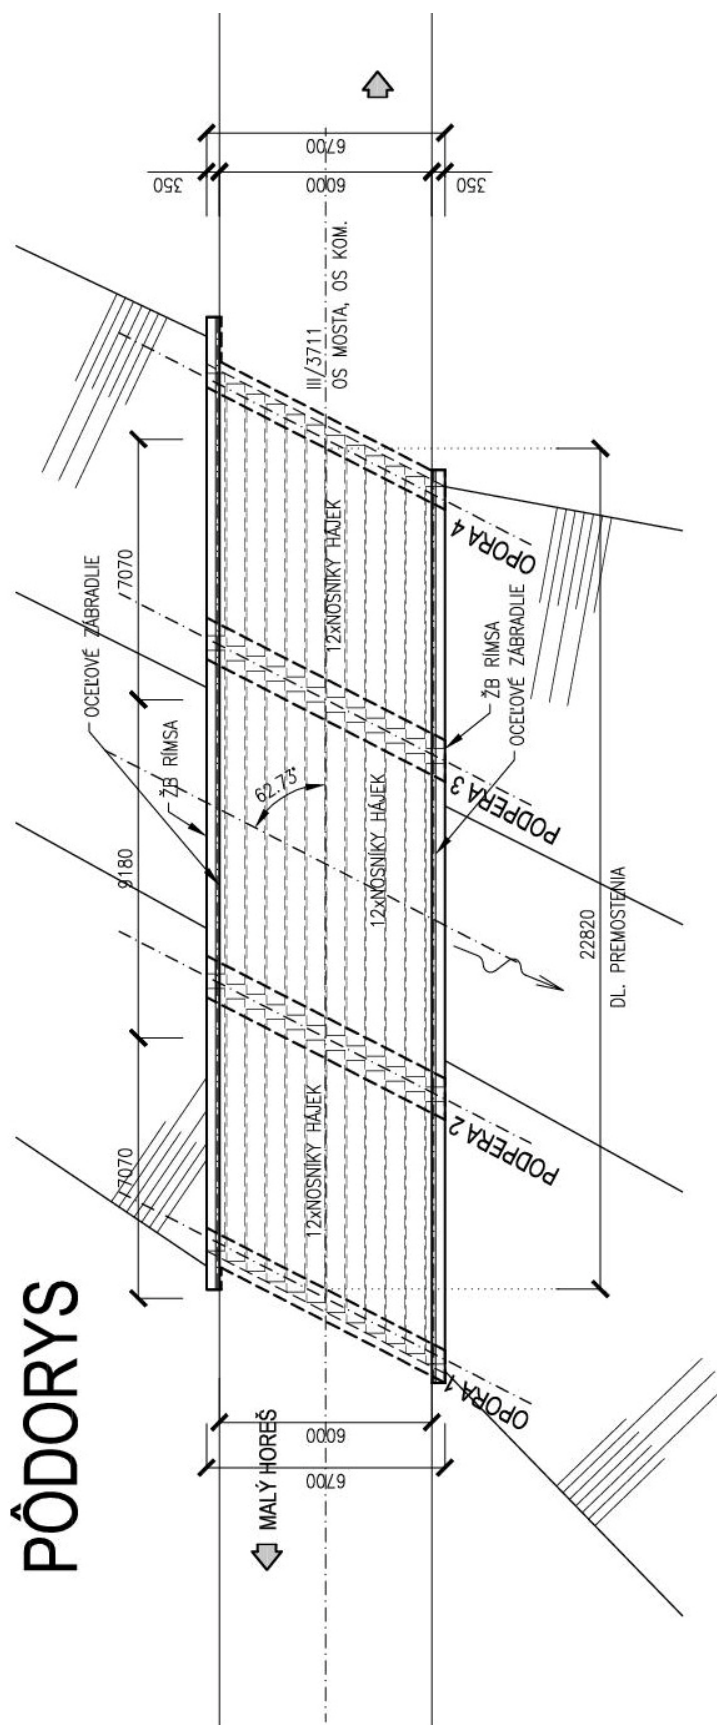 PÔDORYS
MALÝ HOREŠ
6700
6000
7070
9180
7070
OCEĽOVÉ ZÁBRADLIE
ŽB RÍMSA
62.73°
12xNOSNÍKY HÁJEK
12xNOSNÍKY HÁJEK
12xNOSNÍKY HÁJEK
III/3711
OS MOSTA, OS KOM.
OPORA 1
PODPERA 2
PODPERA 3
OPORA 4
ŽB RÍMSA
OCEĽOVÉ ZÁBRADLIE
22820
DL. PREMOSTENIA
350
6000
350
6700